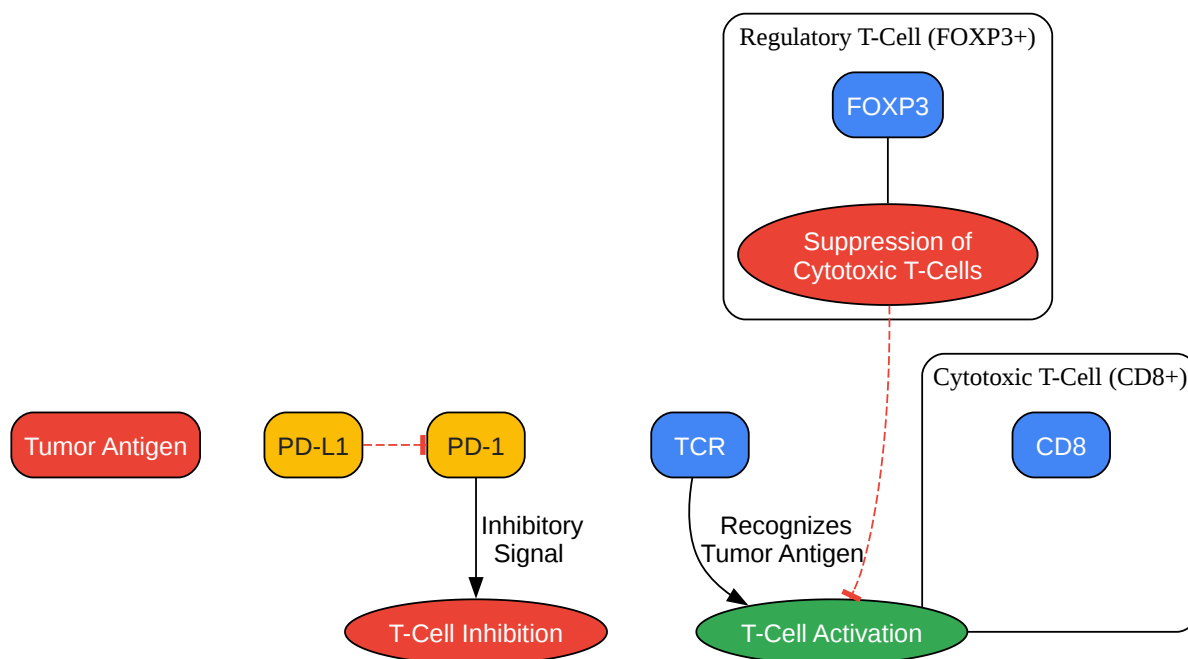 Regulatory T-Cell (FOXP3+)
FOXP3
Suppression of
Cytotoxic T-Cells
Cytotoxic T-Cell (CD8+)
Tumor Antigen
PD-L1
PD-1
TCR
CD8
Inhibitory
Signal
Recognizes
Tumor Antigen
T-Cell Inhibition
T-Cell Activation